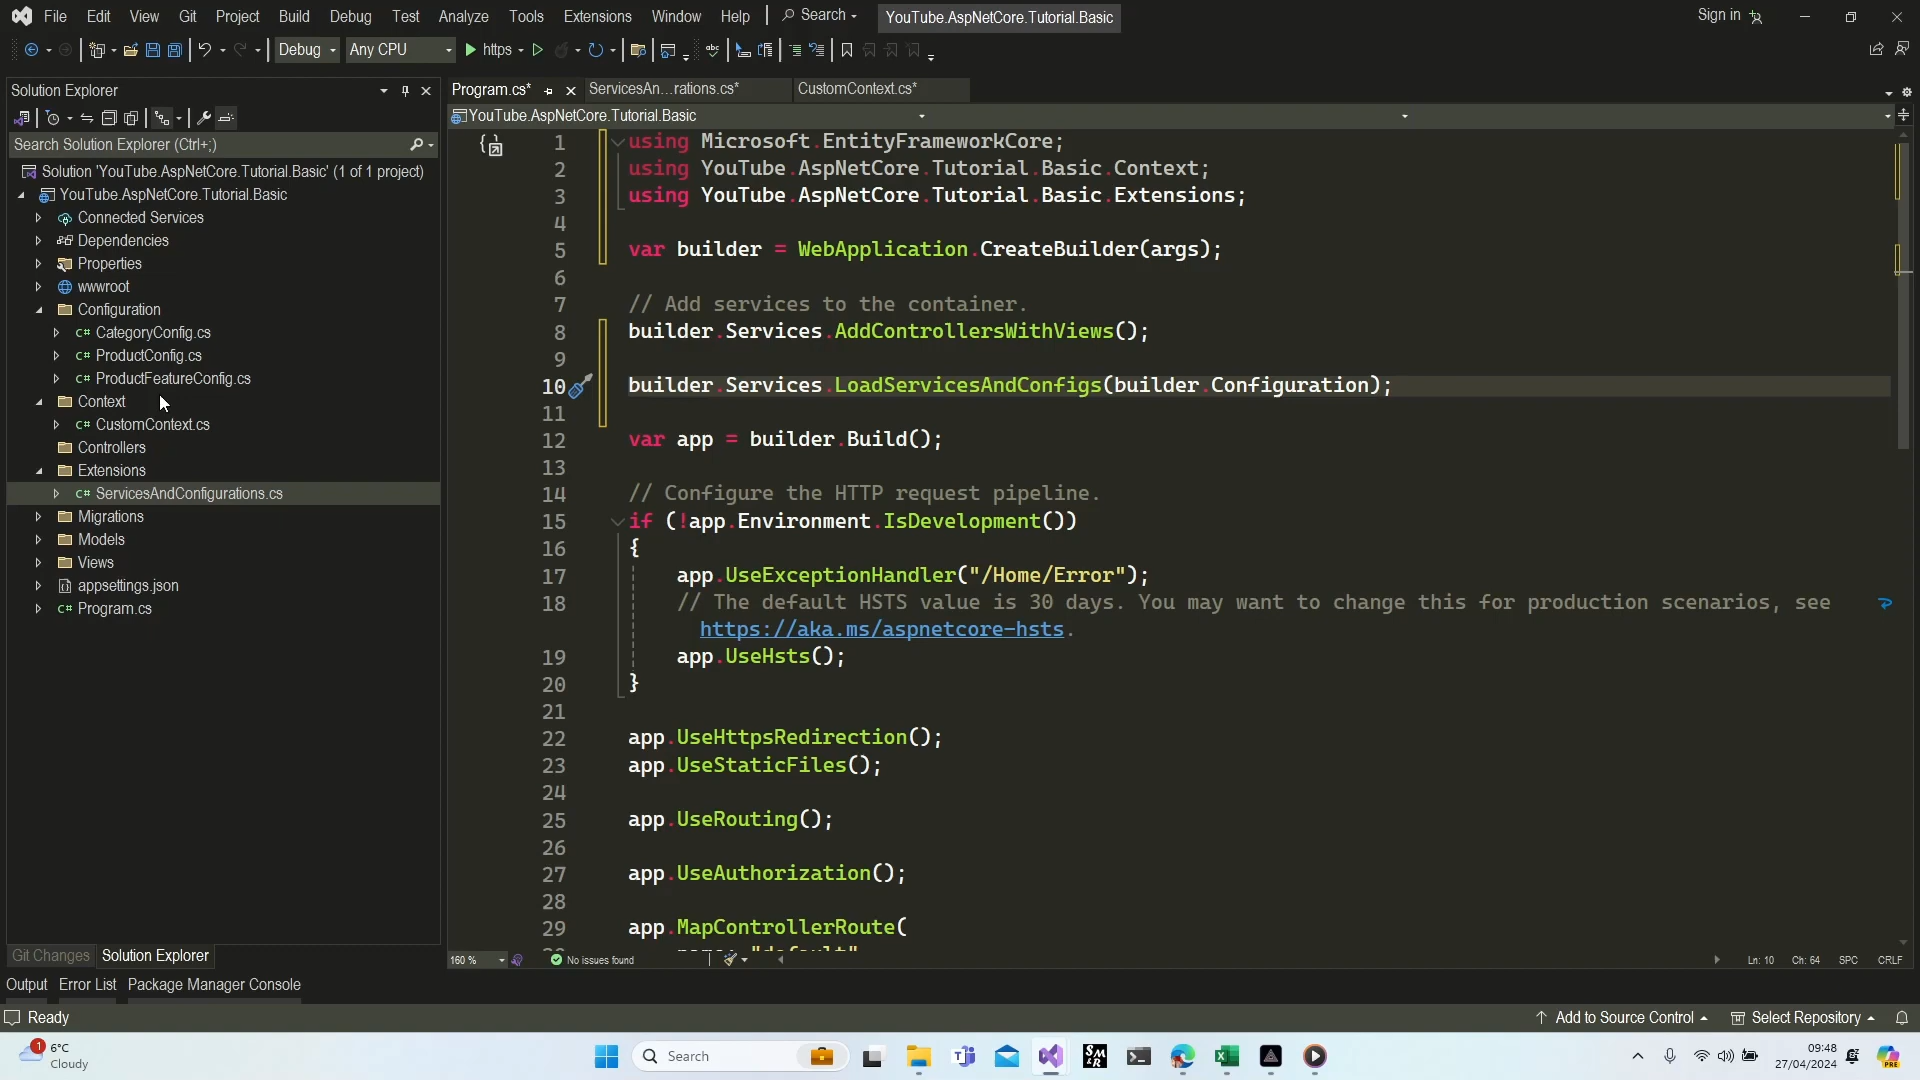 File Edit View Git Project Build Debug Test Analyze Tools Extensions Window Help Search YouTube.AspNetCore.Tutorial.Basic Sign in
Debug Any CPU https
Solution Explorer
Search Solution Explorer (Ctrl+;)
Solution 'YouTube.AspNetCore.Tutorial.Basic' (1 of 1 project)
YouTube.AspNetCore.Tutorial.Basic
Connected Services
Dependencies
Properties
wwwroot
Configuration
C# CategoryConfig.cs
C# ProductConfig.cs
C# ProductFeatureConfig.cs
Context
C# CustomContext.cs
Controllers
Extensions
C# ServicesAndConfigurations.cs
Migrations
Models
Views
appsettings.json
C# Program.cs
Git Changes Solution Explorer
Program.cs* ServicesAn...rations.cs* CustomContext.cs*
YouTube.AspNetCore.Tutorial.Basic
1 using Microsoft.EntityFrameworkCore;
2 using YouTube.AspNetCore.Tutorial.Basic.Context;
3 using YouTube.AspNetCore.Tutorial.Basic.Extensions;
4
5 var builder = WebApplication.CreateBuilder(args);
6
7 // Add services to the container.
8 builder.Services.AddControllersWithViews();
9
10 builder.Services.LoadServicesAndConfigs(builder.Configuration);
11
12 var app = builder.Build();
13
14 // Configure the HTTP request pipeline.
15 if (!app.Environment.IsDevelopment())
16 {
17 app.UseExceptionHandler("/Home/Error");
18 // The default HSTS value is 30 days. You may want to change this for production scenarios, see
https://aka.ms/aspnetcore-hsts.
19 app.UseHsts();
20 }
21
22 app.UseHttpsRedirection();
23 app.UseStaticFiles();
24
25 app.UseRouting();
26
27 app.UseAuthorization();
28
29 app.MapControllerRoute(
160 % No issues found Ln: 10 Ch: 64 SPC CRLF
Output Error List Package Manager Console
Ready Add to Source Control Select Repository
1 6°C
Cloudy
Search
09:48
27/04/2024